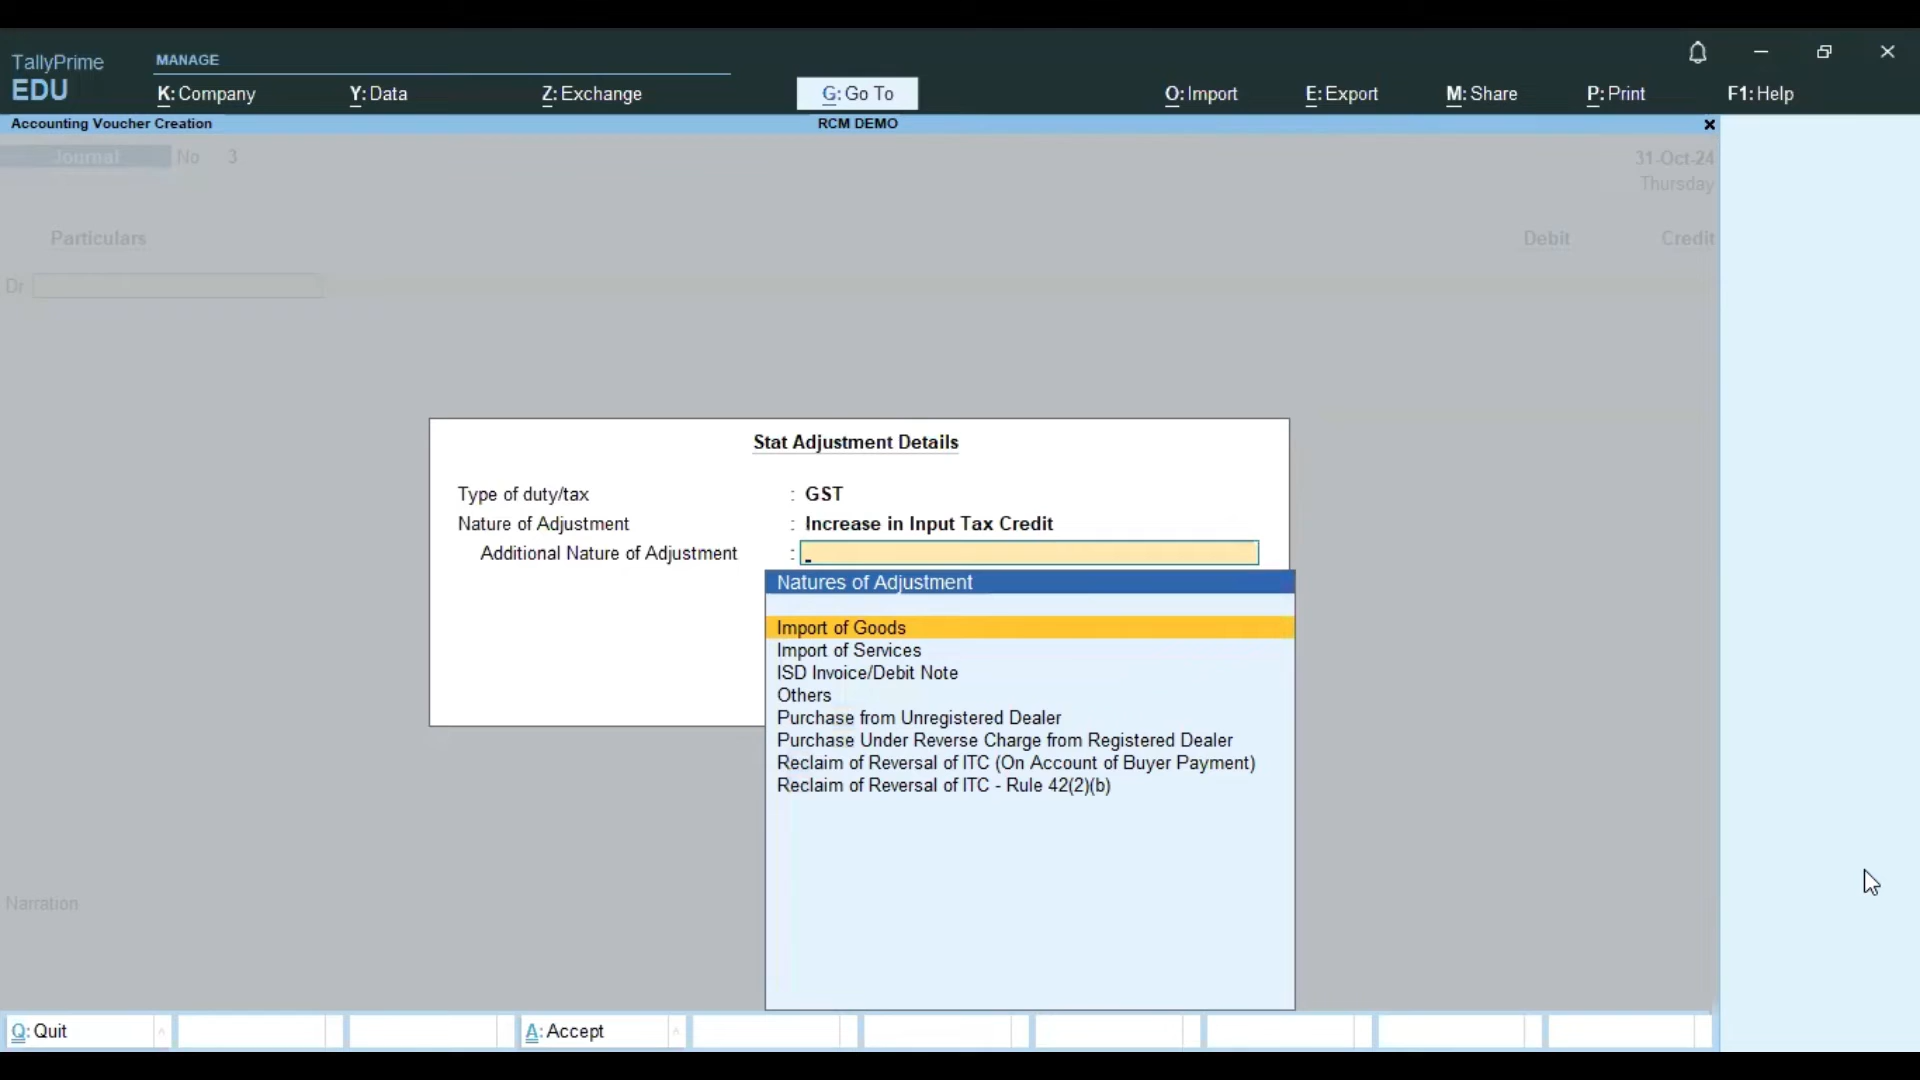 TallyPrime
EDU
MANAGE
K: Company
Y: Data
Z: Exchange
G: Go To
O: Import
E: Export
M: Share
P: Print
F1: Help
Accounting Voucher Creation
RCM DEMO
Journal No 3
31-Oct-24
Thursday
Particulars Debit Credit
Dr
Stat Adjustment Details
Type of duty/tax : GST
Nature of Adjustment : Increase in Input Tax Credit
Additional Nature of Adjustment :
Natures of Adjustment
Import of Goods
Import of Services
ISD Invoice/Debit Note
Others
Purchase from Unregistered Dealer
Purchase Under Reverse Charge from Registered Dealer
Reclaim of Reversal of ITC (On Account of Buyer Payment)
Reclaim of Reversal of ITC - Rule 42(2)(b)
Narration
Q: Quit
A: Accept